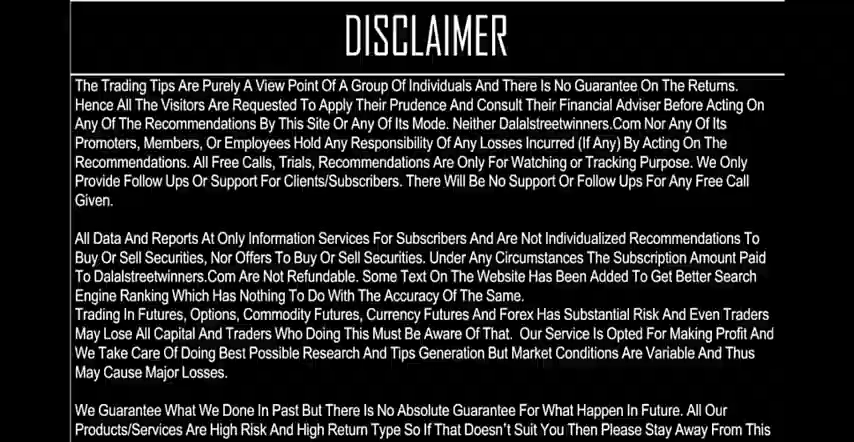 DISCLAIMER
The Trading Tips Are Purely A View Point Of A Group Of Individuals And There Is No Guarantee On The Returns.
Hence All The Visitors Are Requested To Apply Their Prudence And Consult Their Financial Adviser Before Acting On
Any Of The Recommendations By This Site Or Any Of Its Mode. Neither Dalalstreetwinners.Com Nor Any Of Its
Promoters, Members, Or Employees Hold Any Responsibility Of Any Losses Incurred (If Any) By Acting On The
Recommendations. All Free Calls, Trials, Recommendations Are Only For Watching or Tracking Purpose. We Only
Provide Follow Ups Or Support For Clients/Subscribers. There Will Be No Support Or Follow Ups For Any Free Call
Given.
All Data And Reports At Only Information Services For Subscribers And Are Not Individualized Recommendations To
Buy Or Sell Securities, Nor Offers To Buy Or Sell Securities. Under Any Circumstances The Subscription Amount Paid
To Dalalstreetwinners.Com Are Not Refundable. Some Text On The Website Has Been Added To Get Better Search
Engine Ranking Which Has Nothing To Do With The Accuracy Of The Same.
Trading In Futures, Options, Commodity Futures, Currency Futures And Forex Has Substantial Risk And Even Traders
May Lose All Capital And Traders Who Doing This Must Be Aware Of That. Our Service Is Opted For Making Profit And
We Take Care Of Doing Best Possible Research And Tips Generation But Market Conditions Are Variable And Thus
May Cause Major Losses.
We Guarantee What We Done In Past But There Is No Absolute Guarantee For What Happen In Future. All Our
Products/Services Are High Risk And High Return Type So If That Doesn't Suit You Then Please Stay Away From This